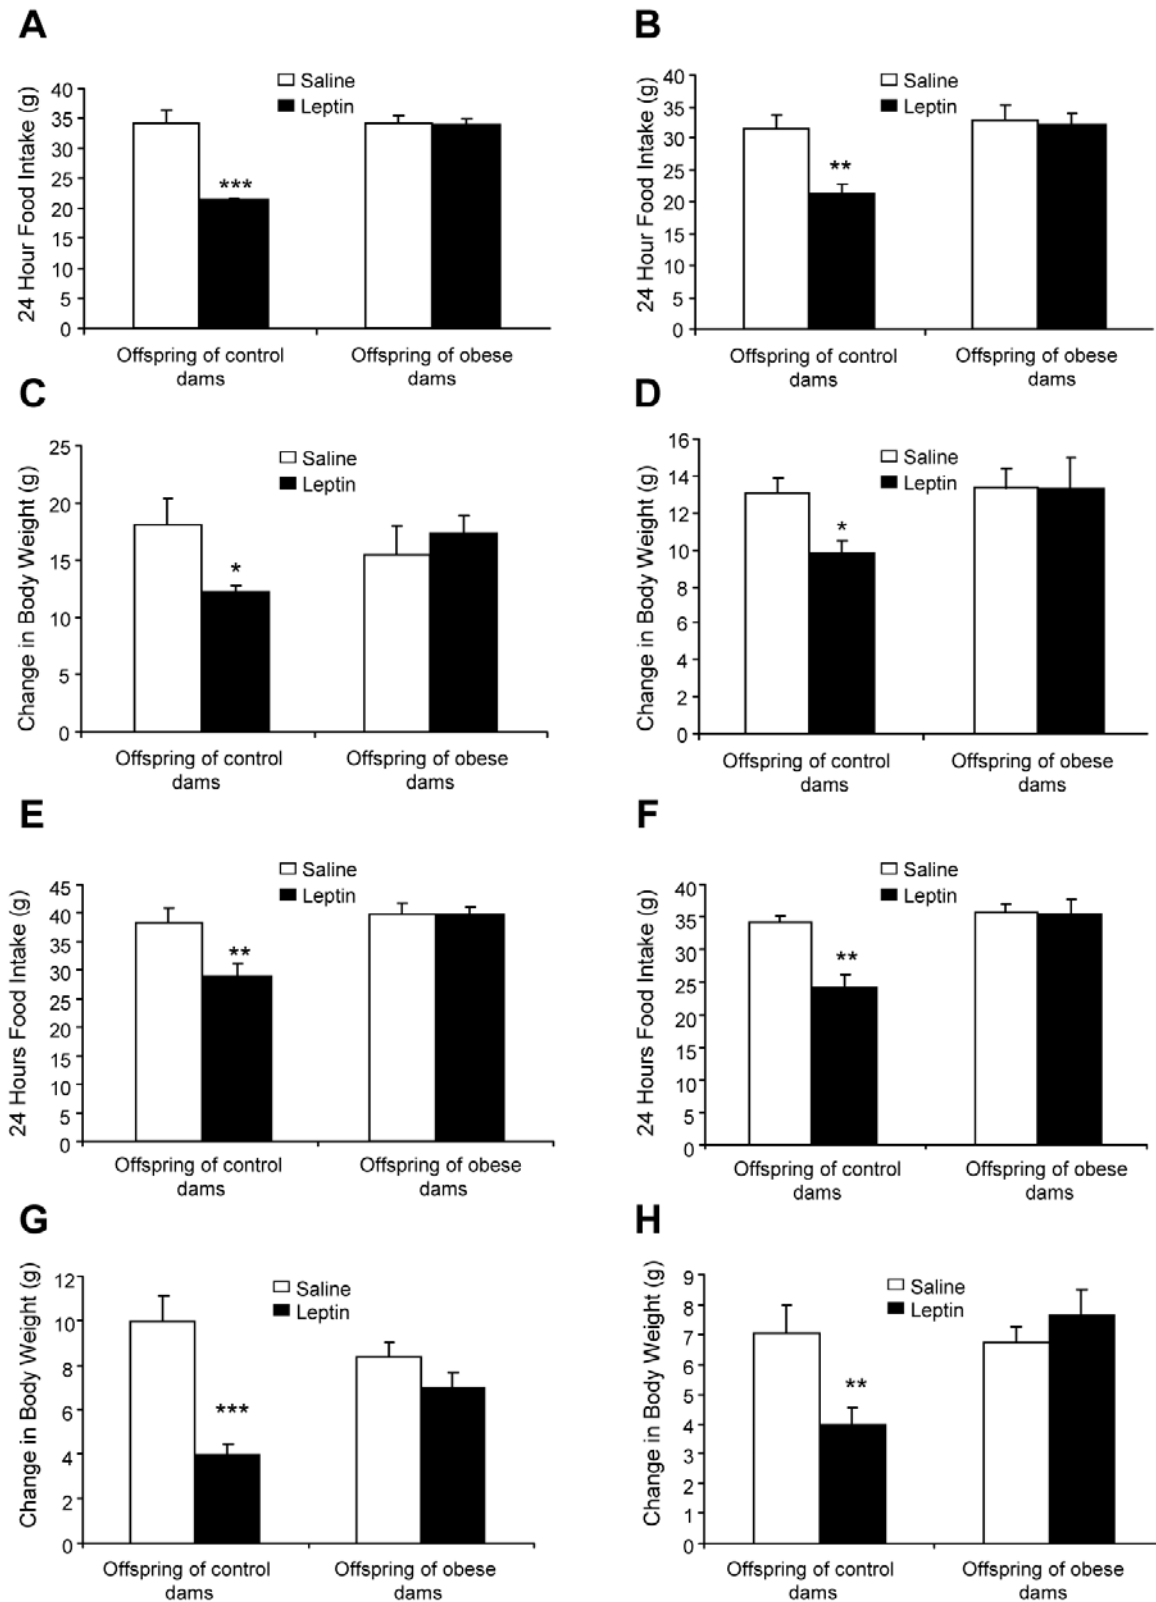 A
24 Hour Food Intake (g)
40
35
30
25
20
15
10
5
0
Saline
Leptin
***
Offspring of control
dams
Offspring of obese
dams
B
24 Hour Food Intake (g)
40
35
30
25
20
15
10
5
0
Saline
Leptin
**
Offspring of control
dams
Offspring of obese
dams
C
Change in Body Weight (g)
25
20
15
10
5
0
Saline
Leptin
*
Offspring of control
dams
Offspring of obese
dams
D
Change in Body Weight (g)
16
14
12
10
8
6
4
2
0
Saline
Leptin
*
Offspring of control
dams
Offspring of obese
dams
E
24 Hours Food Intake (g)
45
40
35
30
25
20
15
10
5
0
Saline
Leptin
**
Offspring of control
dams
Offspring of obese
dams
F
24 Hours Food Intake (g)
40
35
30
25
20
15
10
5
0
Saline
Leptin
**
Offspring of control
dams
Offspring of obese
dams
G
Change in Body Weight (g)
12
10
8
6
4
2
0
Saline
Leptin
***
Offspring of control
dams
Offspring of obese
dams
H
Change in Body Weight (g)
9
8
7
6
5
4
3
2
1
0
Saline
Leptin
**
Offspring of control
dams
Offspring of obese
dams